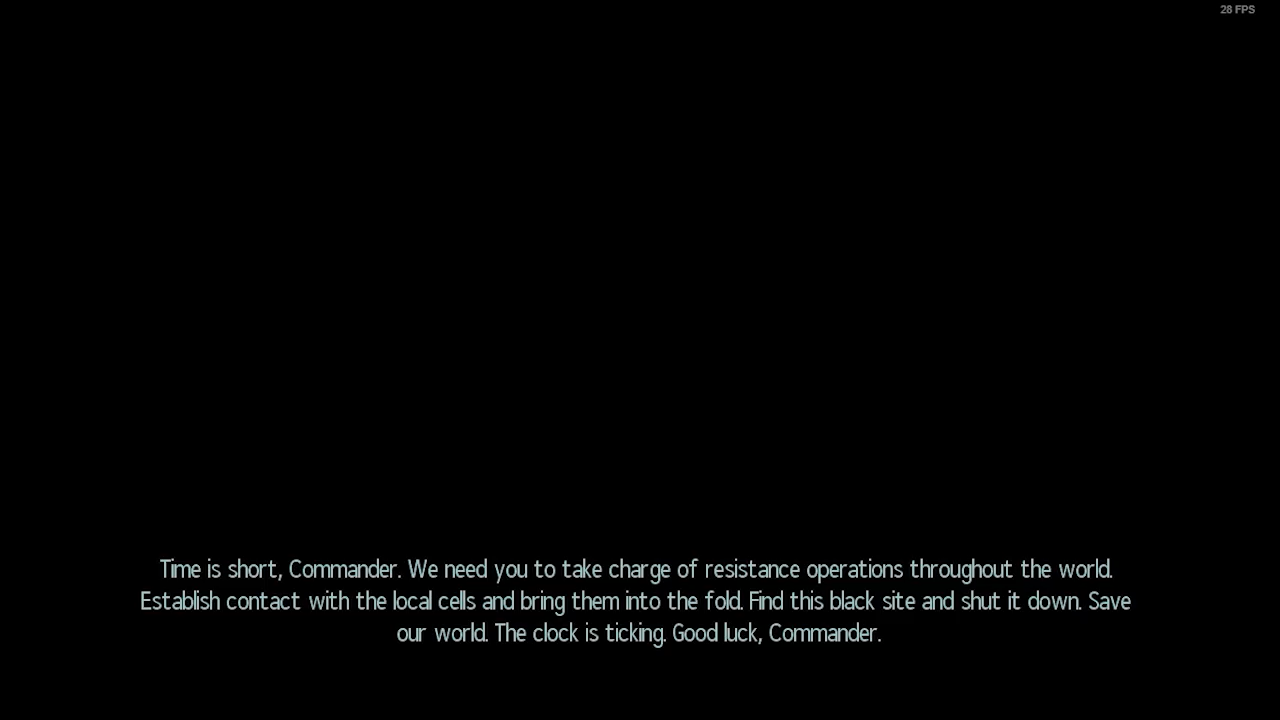 28 FPS
Time is short, Commander. We need you to take charge of resistance operations throughout the world.
Establish contact with the local cells and bring them into the fold. Find this black site and shut it down. Save
our world. The clock is ticking. Good luck, Commander.